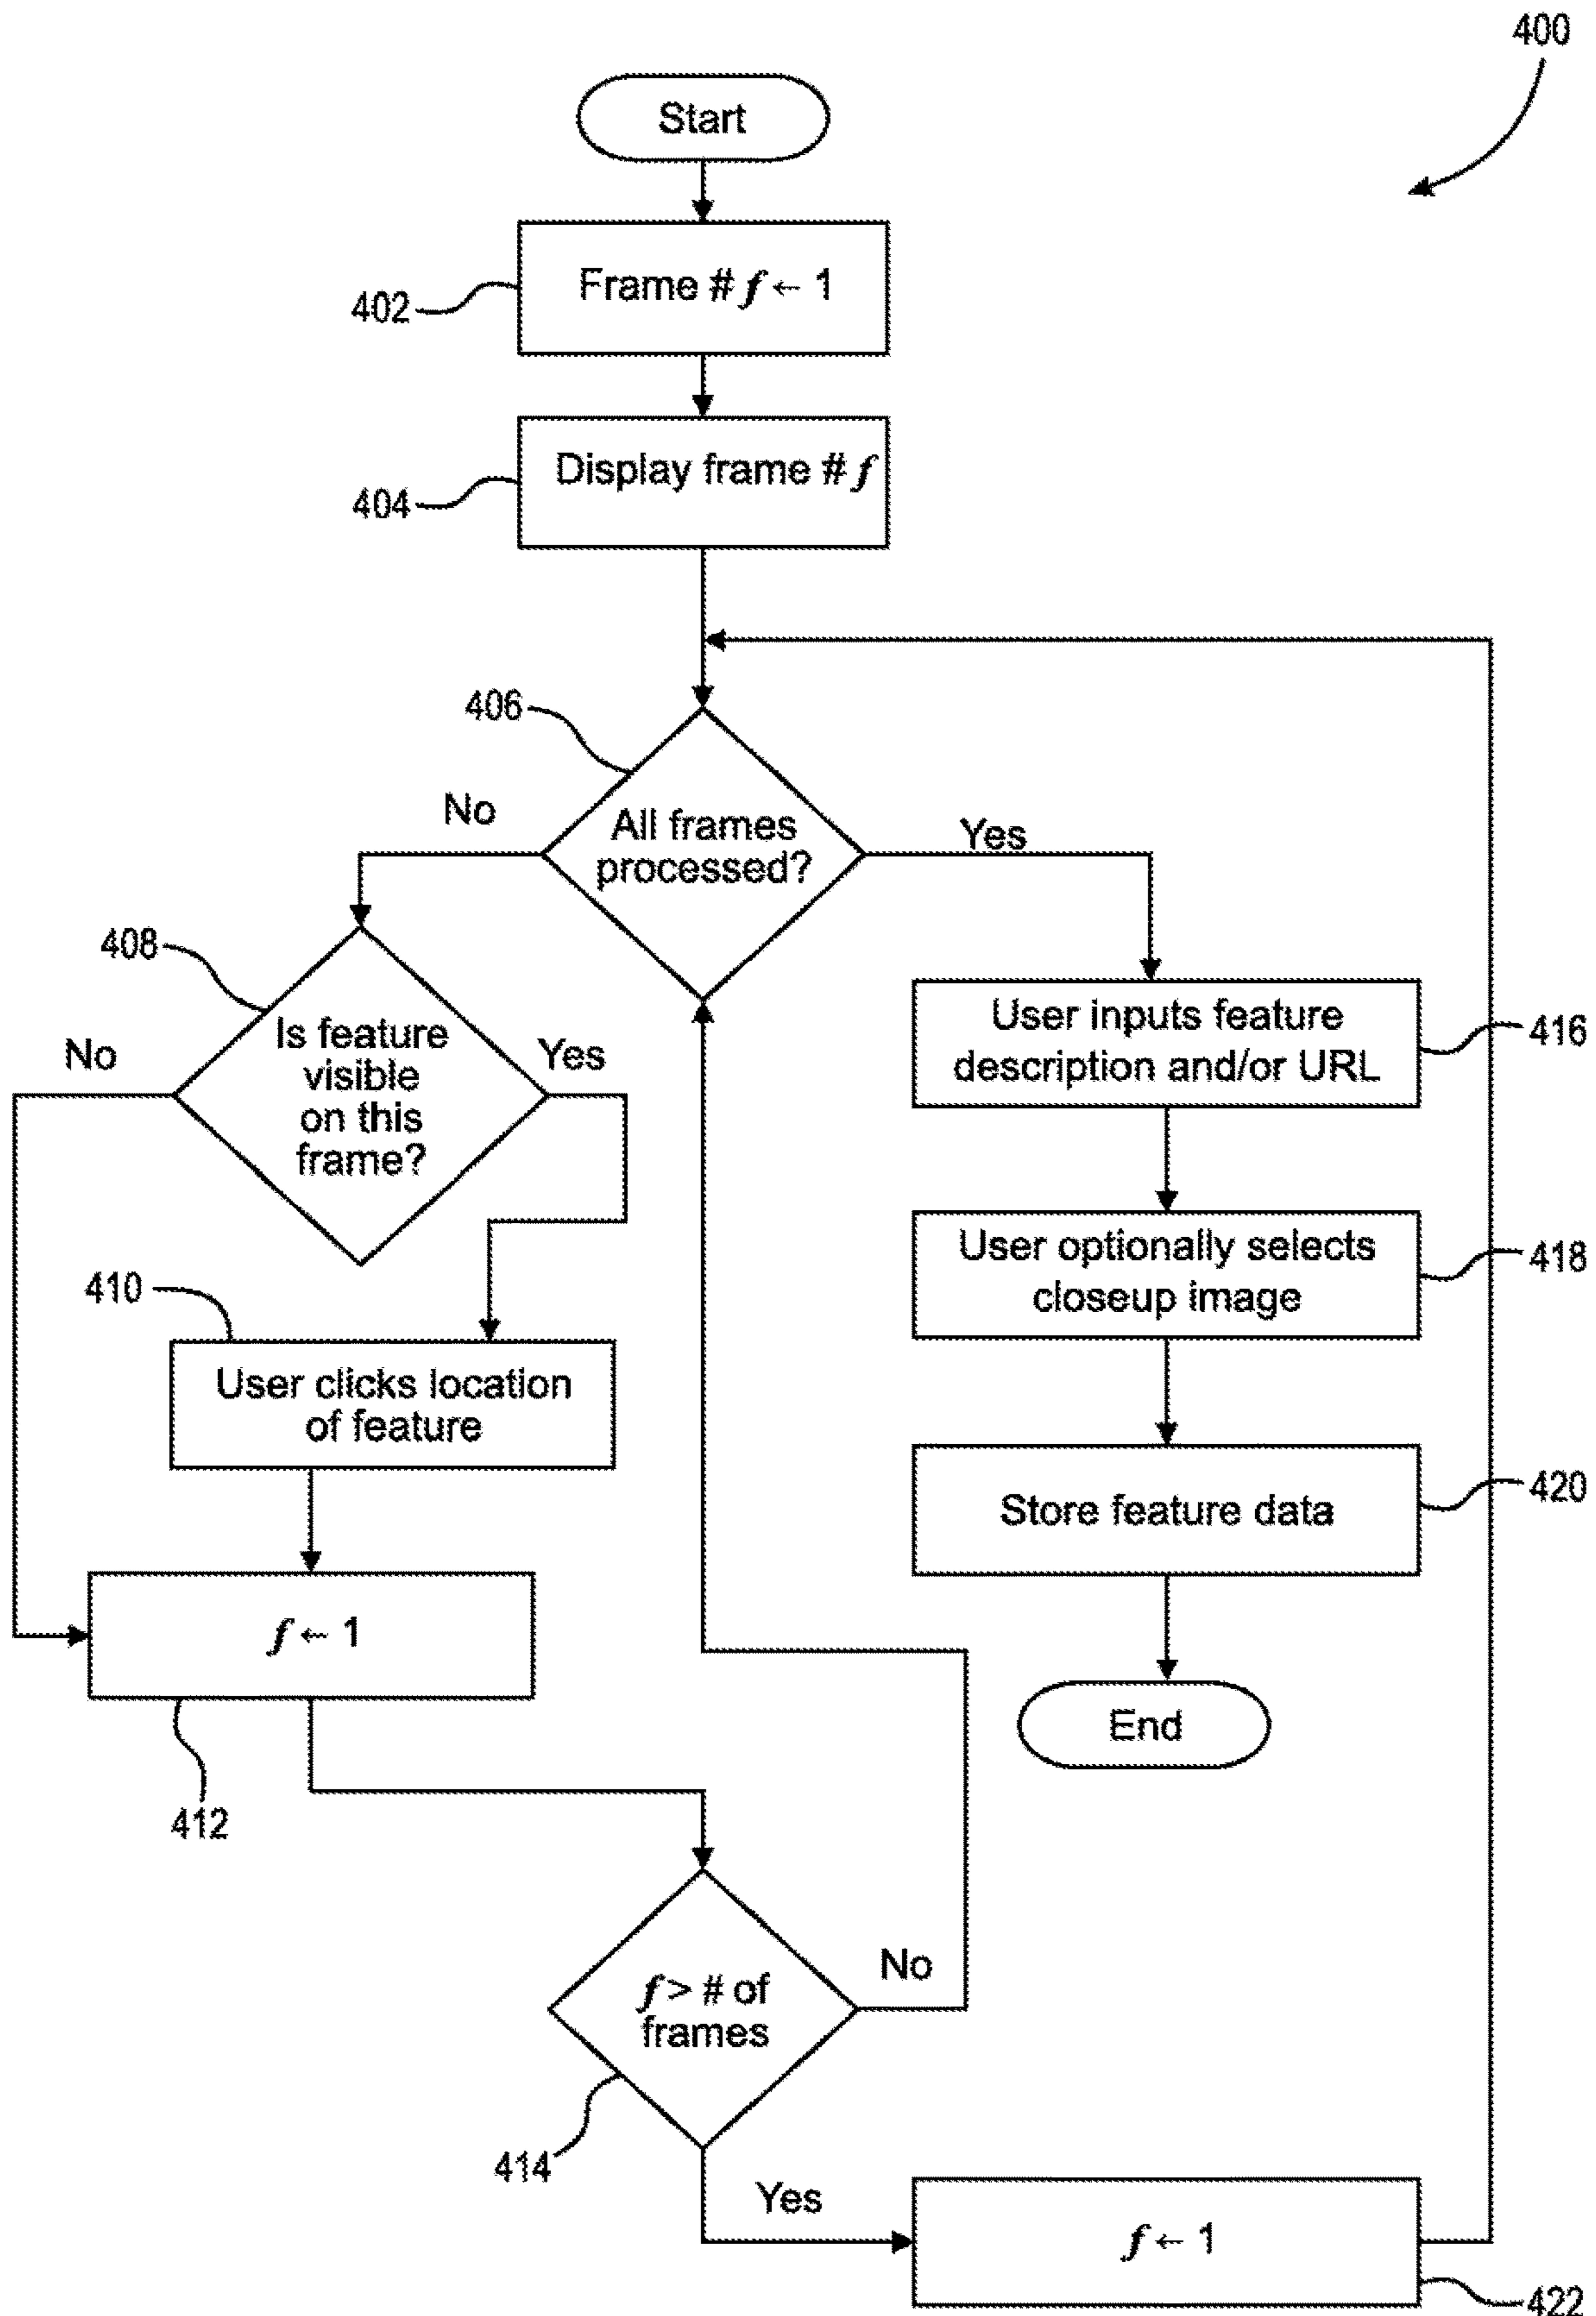 400
Start
Frame # f ← 1
402
Display frame # f
404
406
No
All frames
processed?
Yes
408
No
Is feature
visible
on this
frame?
Yes
User inputs feature
description and/or URL
416
410
User clicks location
of feature
User optionally selects
closeup image
418
Store feature data
420
f ← 1
412
End
f > # of
frames
No
414
Yes
f ← 1
422